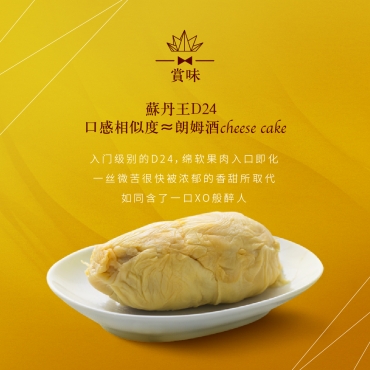 賞味
蘇丹王D24
口感相似度≈朗姆酒cheese cake
入门级别的D24,绵软果肉入口即化
一丝微苦很快被浓郁的香甜所取代
如同含了一口XO般醉人